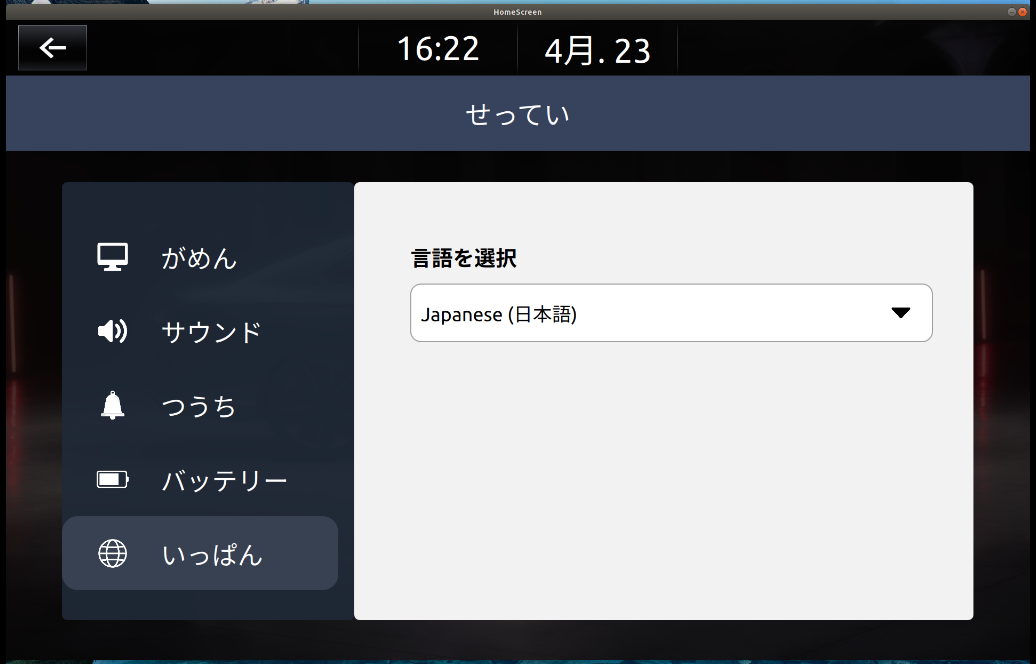 HomeScreen
16:22
4月. 23
せってい
がめん
サウンド
つうち
バッテリー
いっぱん
言語を選択
Japanese (日本語)